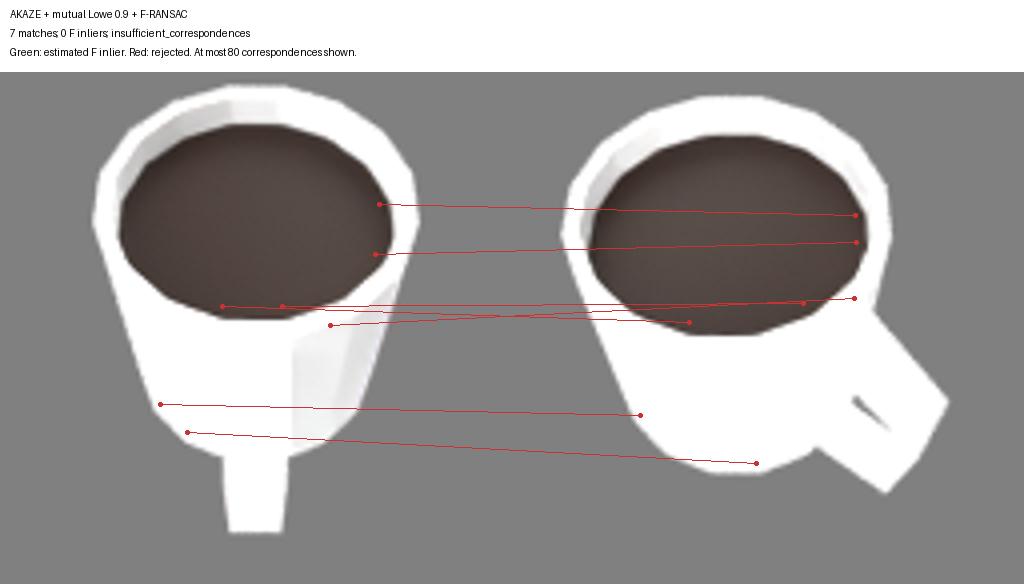 AKAZE + mutual Lowe 0.9 + F-RANSAC
7 matches; 0 F inliers; insufficient_correspondences
Green: estimated F inlier. Red: rejected. At most 80 correspondences shown.